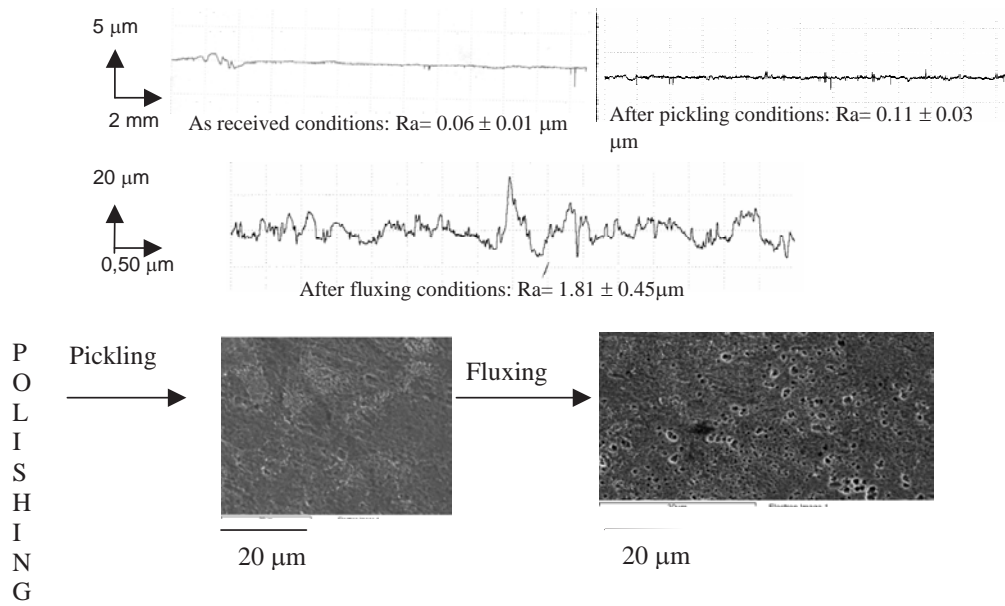 5 μm
2 mm
As received conditions: Ra= 0.06 ± 0.01 μm
After pickling conditions: Ra= 0.11 ± 0.03
μm
20 μm
0,50 μm
After fluxing conditions: Ra= 1.81 ± 0.45μm
P
O
L
I
S
H
I
N
G
Pickling
Fluxing
20 μm
20 μm